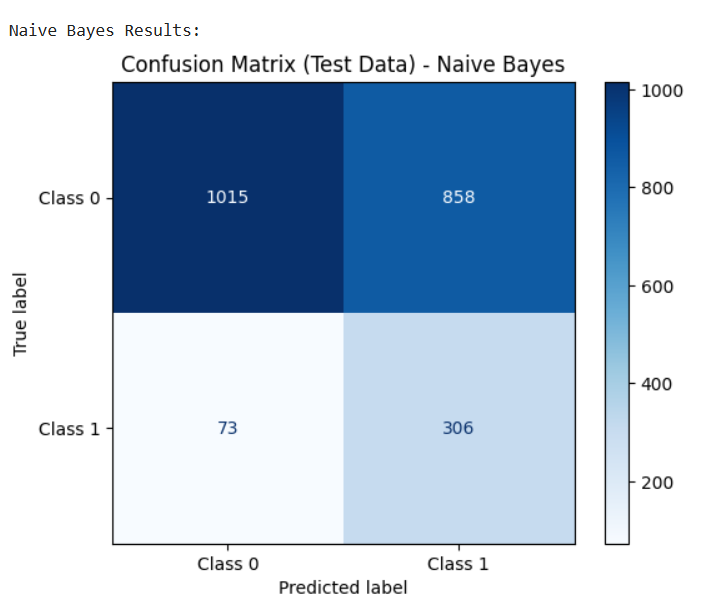 Naive Bayes Results:
Confusion Matrix (Test Data) - Naive Bayes
1000
800
600
400
200
Class 0
Class 1
True label
1015 858
73 306
Class 0 Class 1
Predicted label